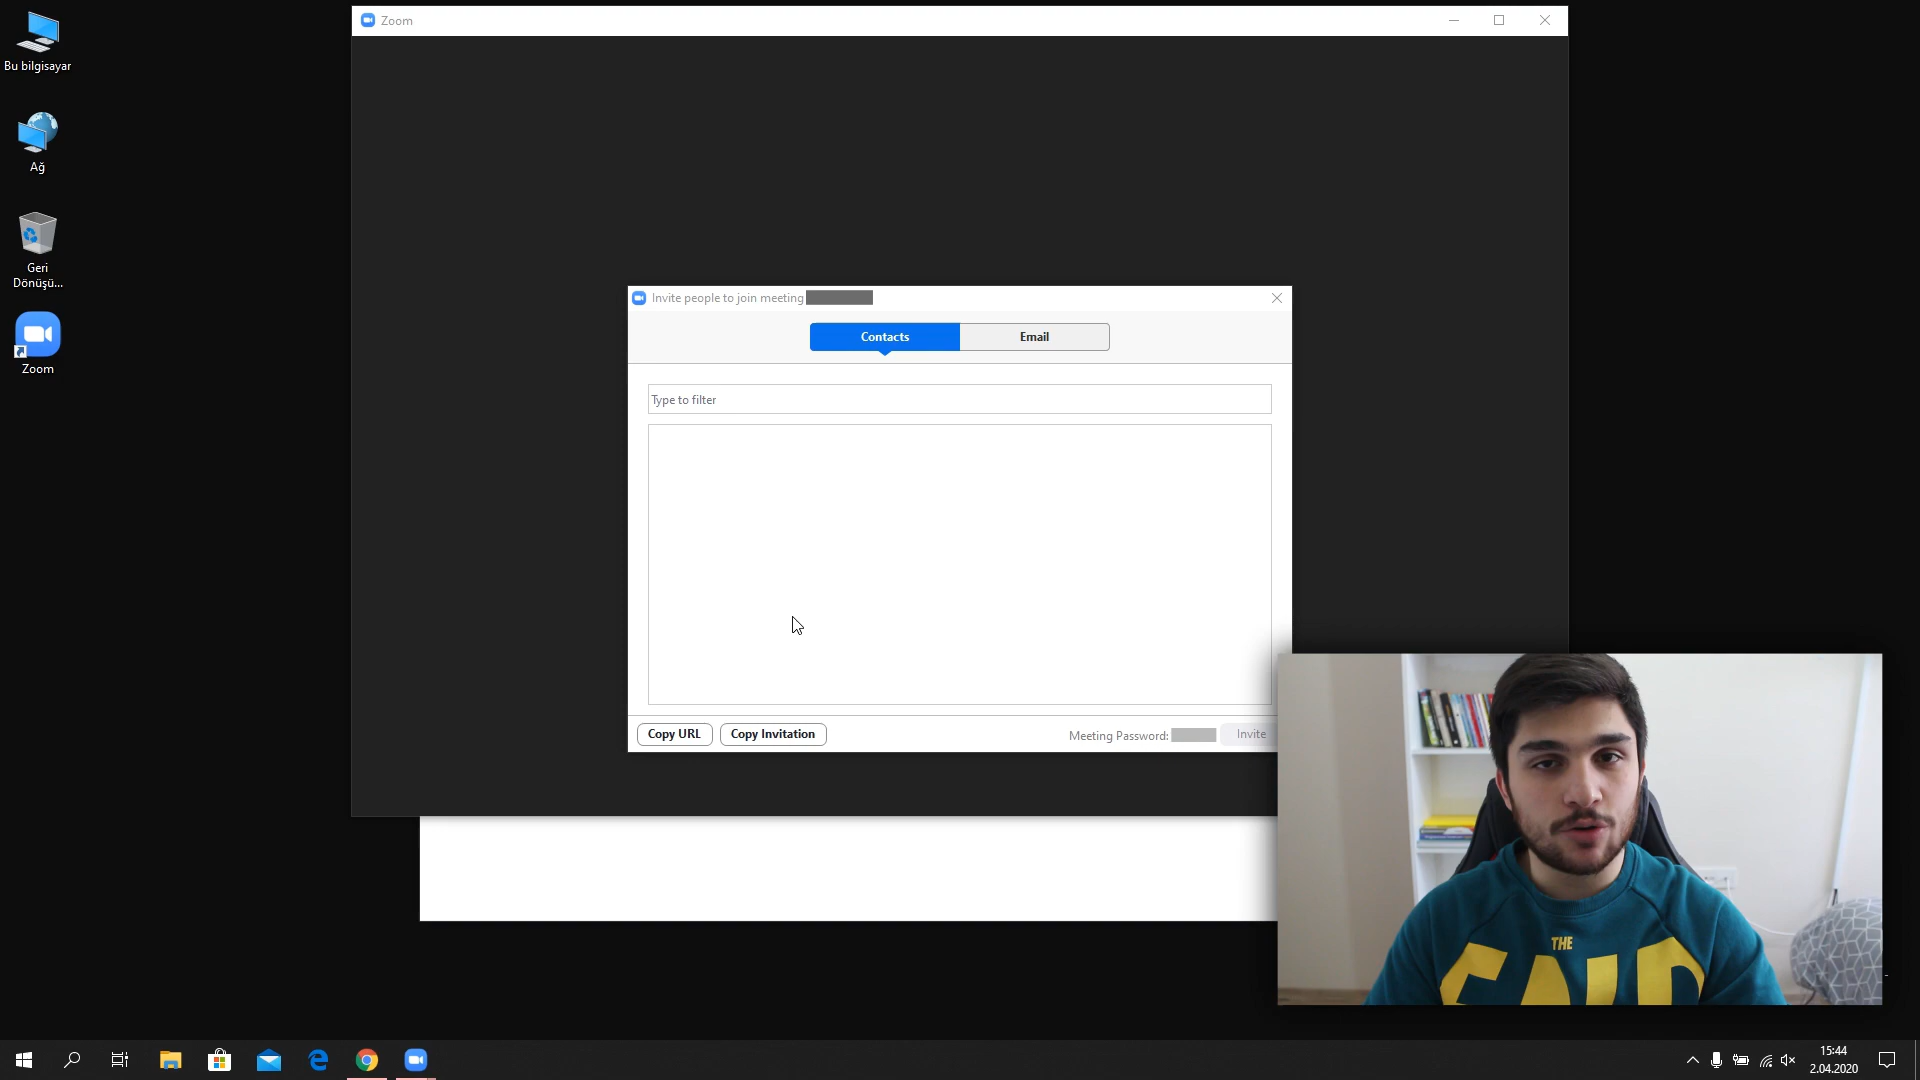 Zoom
Bu bilgisayar
Ağ
Geri
Dönüşü...
Zoom
Invite people to join meeting
Contacts
Email
Type to filter
Copy URL
Copy Invitation
Meeting Password:
Invite
THE
15:44
2.04.2020